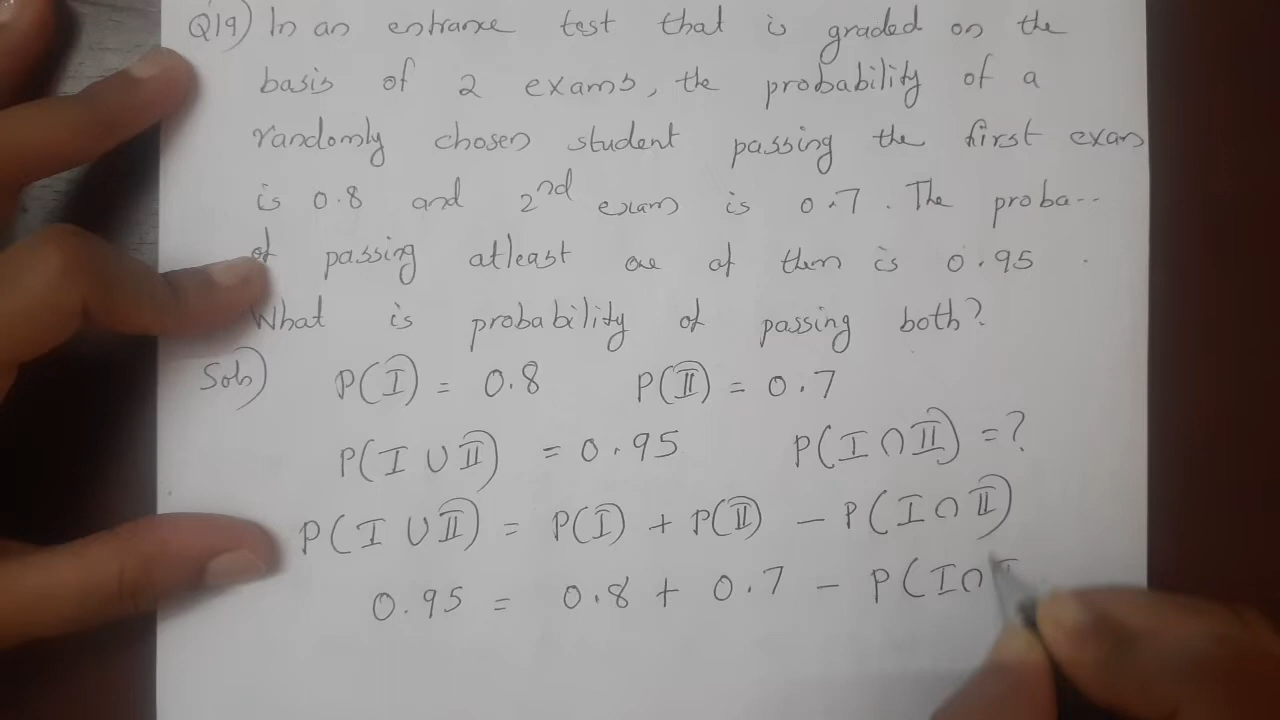 Q19) In an entrance test that is graded on the
basis of 2 exams, the probability of a
randomly chosen student passing the first exam
is 0.8 and 2nd exam is 0.7. The proba--
of passing atleast one of them is 0.95.
What is probability of passing both?
Soln) P(I) = 0.8 P(II) = 0.7
P(I ∪ II) = 0.95 P(I ∩ II) = ?
P(I ∪ II) = P(I) + P(II) - P(I ∩ II)
0.95 = 0.8 + 0.7 - P(I ∩ I